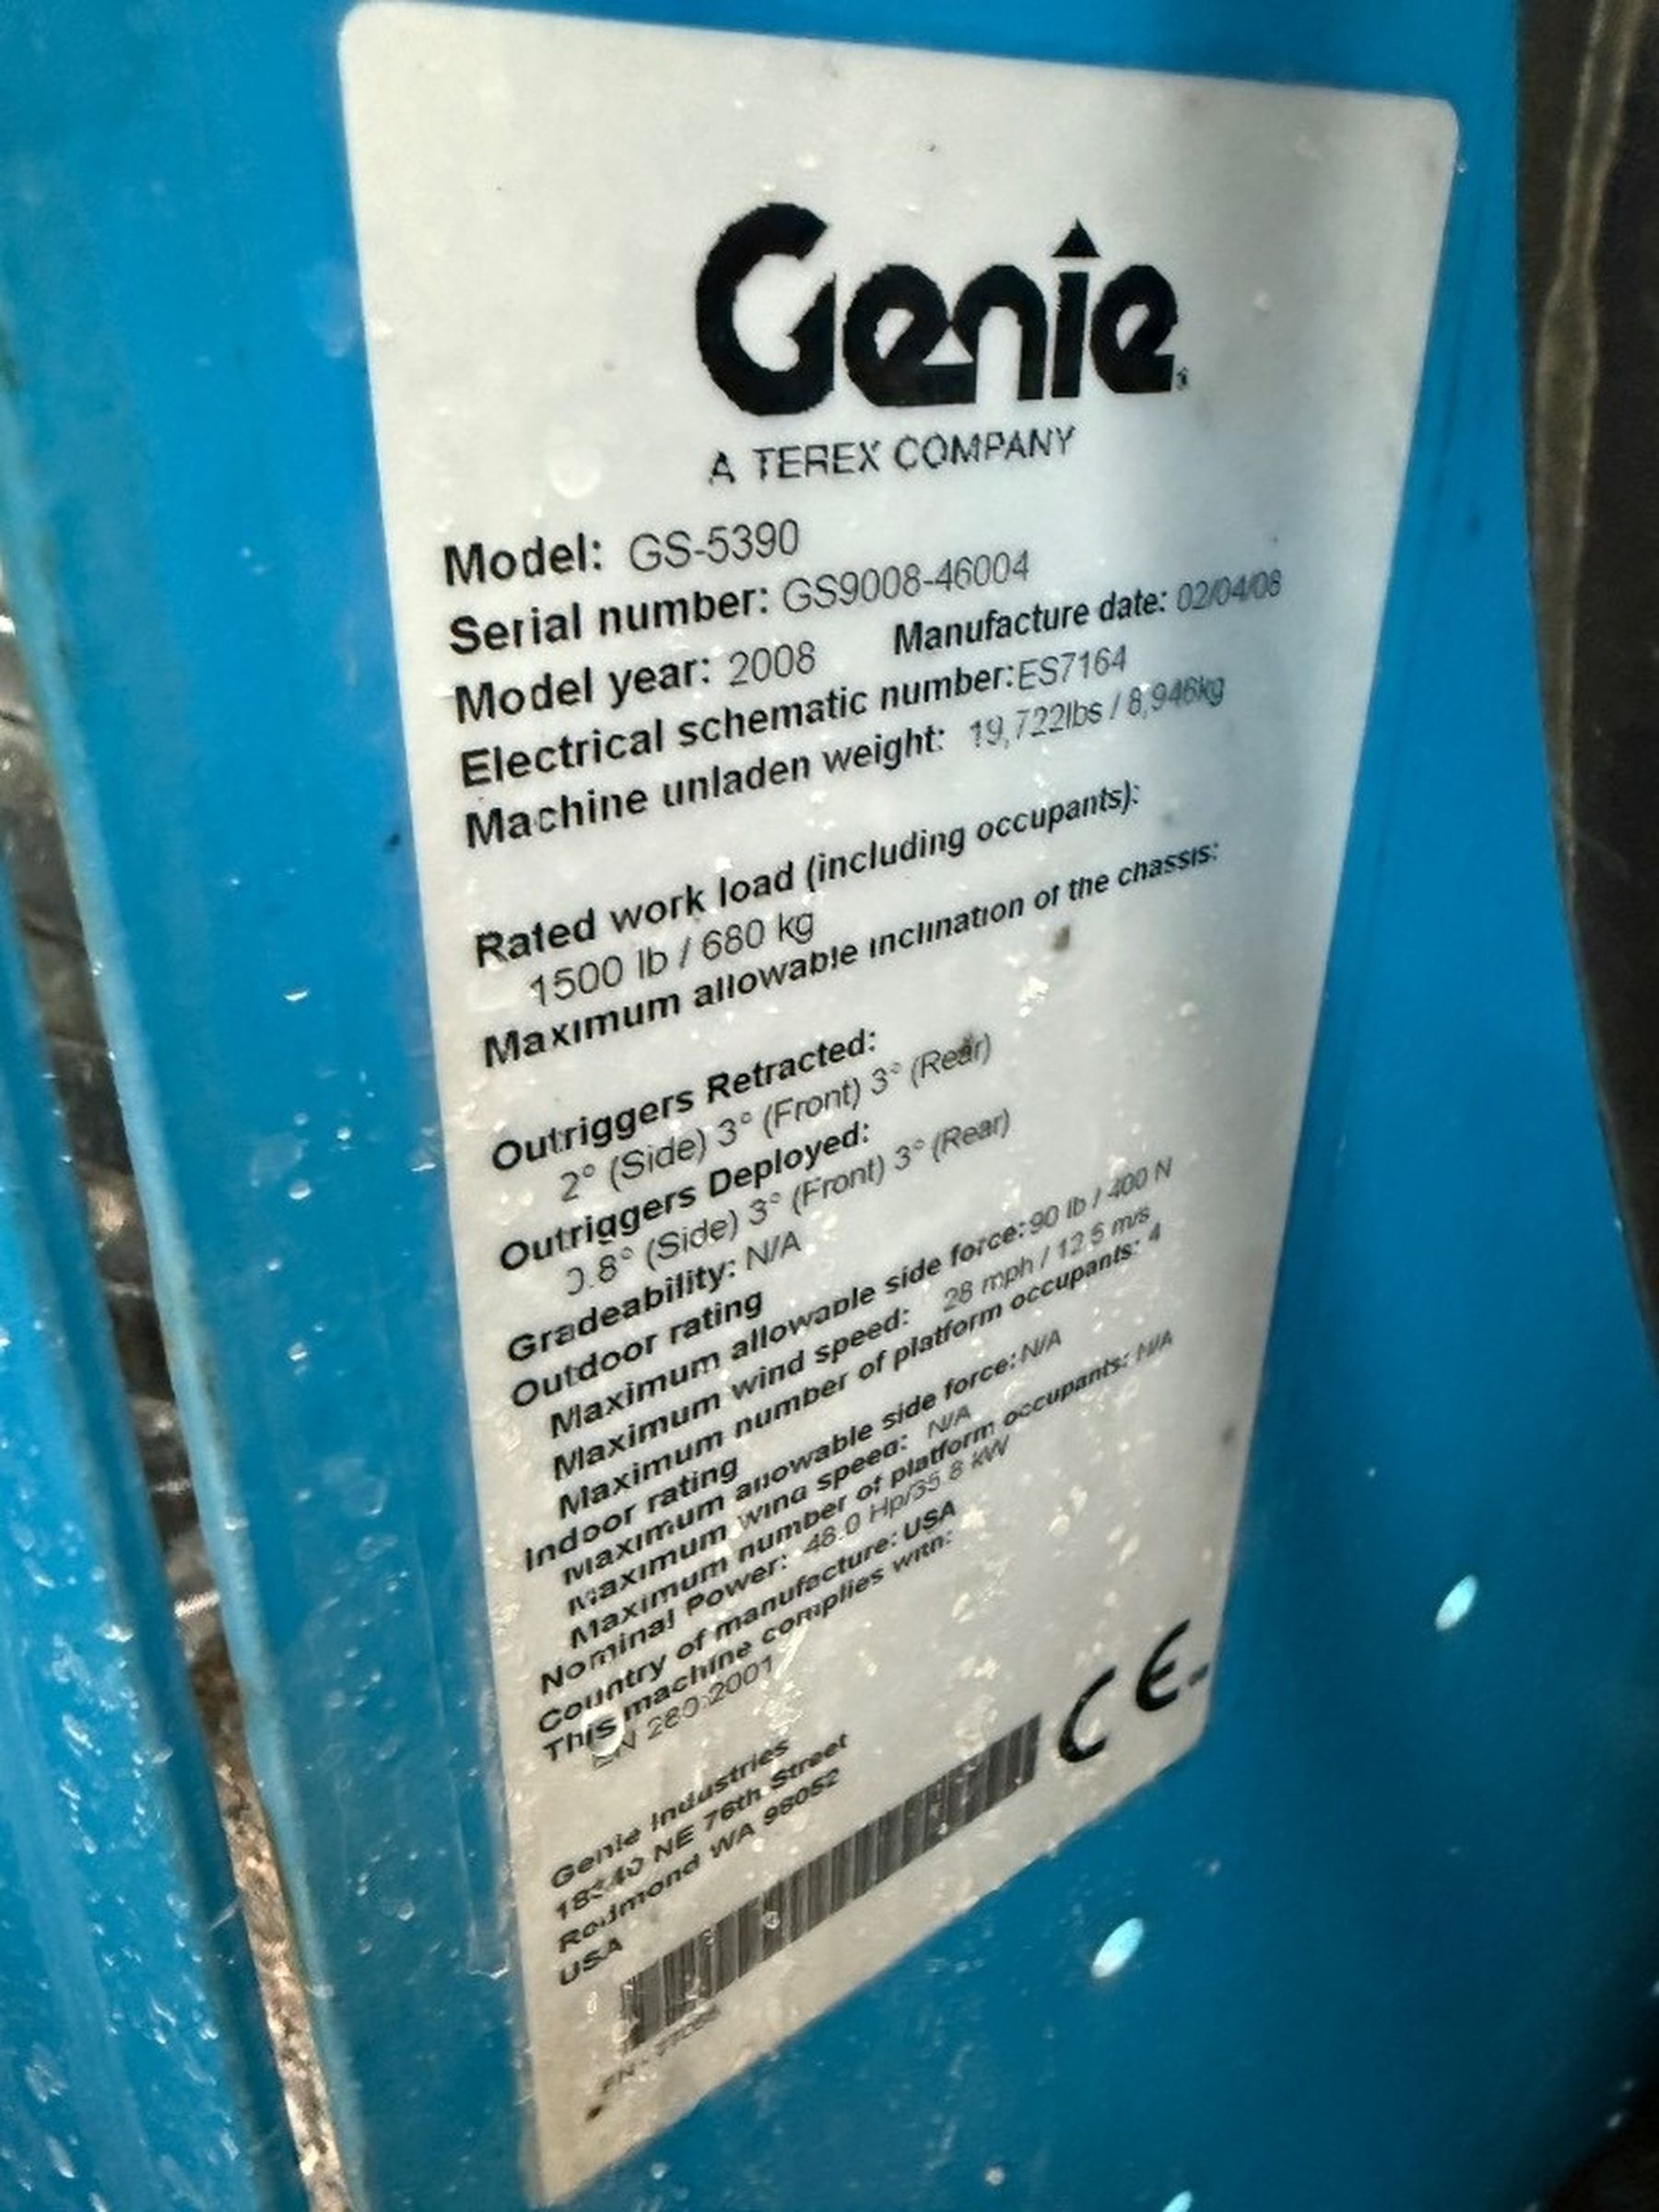 Genie
A TEREX COMPANY
Model: GS-5390
Serial number: GS9008-46004
Model year: 2008 Manufacture date: 02/04/08
Electrical schematic number:ES7164
Machine unladen weight: 19,722lbs / 8,946kg
Rated work load (including occupants):
1500 lb / 680 kg
Maximum allowable inclination of the chassis:
Outriggers Retracted:
2° (Side) 3° (Front) 3° (Rear)
Outriggers Deployed:
0.8° (Side) 3° (Front) 3° (Rear)
Gradeability: N/A
Outdoor rating
Maximum allowable side force:90 lb / 400 N
Maximum wind speed: 28 mph / 12.5 m/s
Maximum number of platform occupants: 4
Indoor rating
Maximum allowable side force:N/A
Maximum wind speed: N/A
Maximum number of platform occupants: N/A
Nominal Power: 48.0 Hp/35.8 kW
Country of manufacture: USA
This machine complies with:
EN 280:2001
Genie Industries
18340 NE 76th Street
Redmond WA 98052
USA
CE
PN -